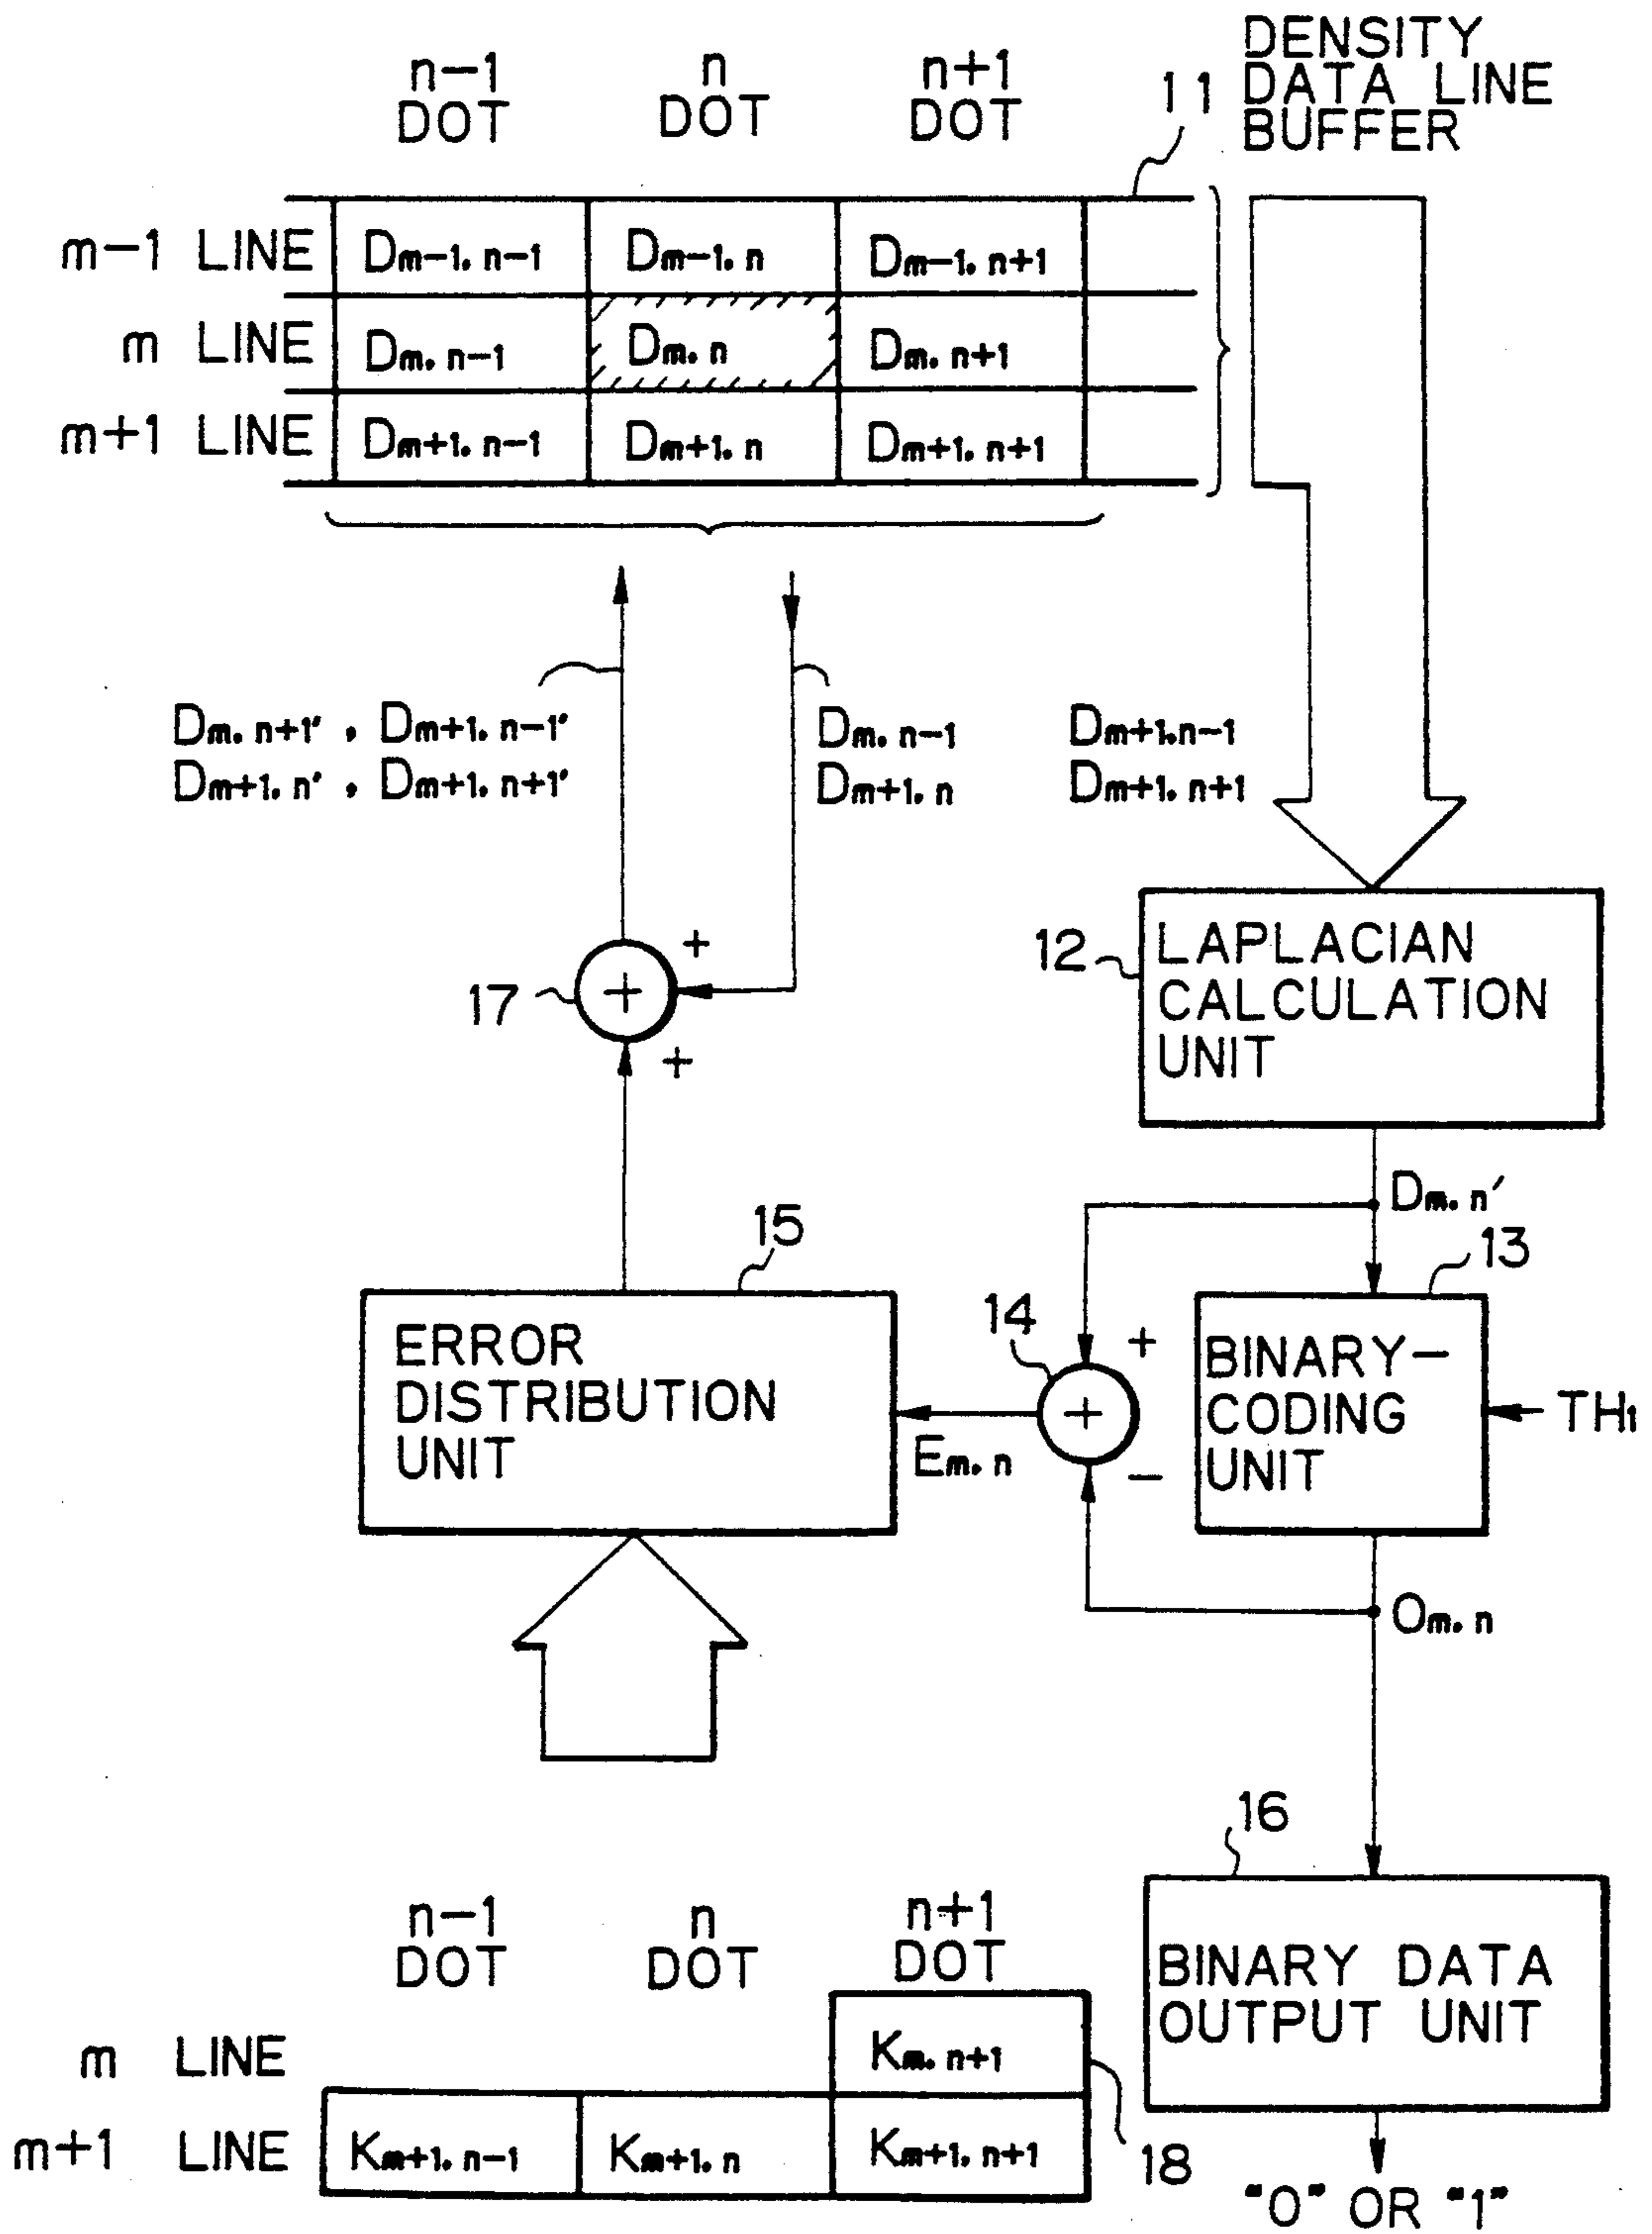 n-1 n n+1
DOT DOT DOT
11
DENSITY
DATA LINE
BUFFER
m-1 LINE Dm-1.n-1 Dm-1.n Dm-1.n+1
m LINE Dm.n-1 Dm.n Dm.n+1
m+1 LINE Dm+1.n-1 Dm+1.n Dm+1.n+1
Dm.n+1' , Dm+1.n-1'
Dm+1.n' , Dm+1.n+1'
Dm.n-1 Dm+1.n-1
Dm+1.n Dm+1.n+1
12
LAPLACIAN
CALCULATION
UNIT
17 + +
+
Dm.n'
15
ERROR
DISTRIBUTION
UNIT
14 + +
-
Em.n
13
BINARY-
CODING
UNIT
TH1
Om.n
16
BINARY DATA
OUTPUT UNIT
"0" OR "1"
n-1 n n+1
DOT DOT DOT
m LINE Km.n+1
m+1 LINE Km+1.n-1 Km+1.n Km+1.n+1
18